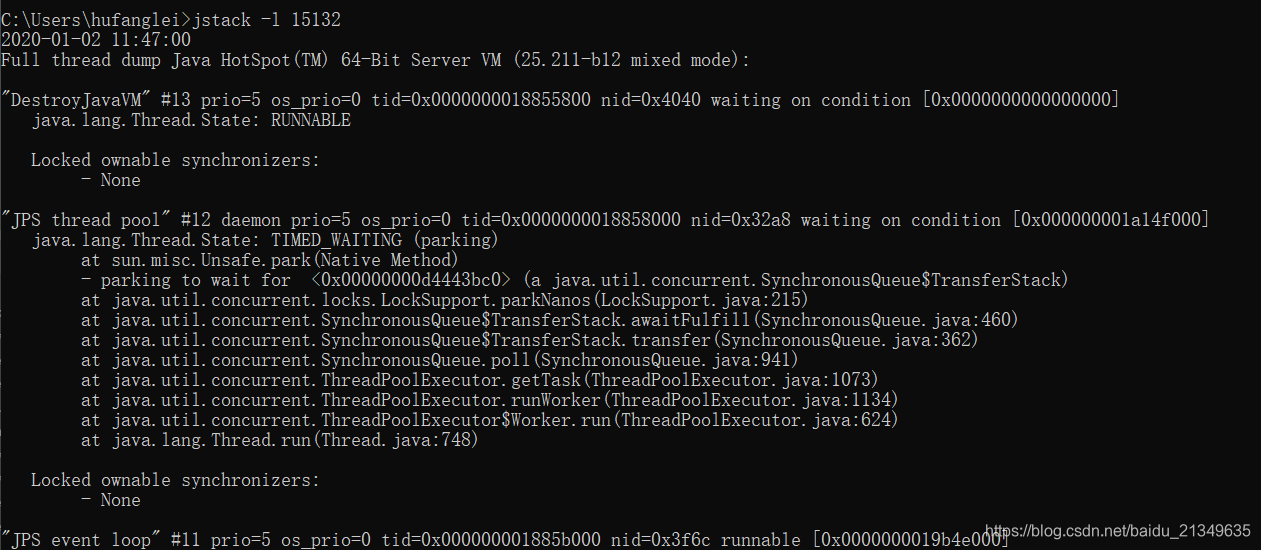 C:\Users\hufanglei>jstack -l 15132
2020-01-02 11:47:00
Full thread dump Java HotSpot(TM) 64-Bit Server VM (25.211-b12 mixed mode):
"DestroyJavaVM" #13 prio=5 os_prio=0 tid=0x0000000018855800 nid=0x4040 waiting on condition [0x0000000000000000]
java.lang.Thread.State: RUNNABLE
Locked ownable synchronizers:
- None
"JPS thread pool" #12 daemon prio=5 os_prio=0 tid=0x0000000018858000 nid=0x32a8 waiting on condition [0x000000001a14f000]
java.lang.Thread.State: TIMED_WAITING (parking)
at sun.misc.Unsafe.park(Native Method)
- parking to wait for  <0x00000000d4443bc0> (a java.util.concurrent.SynchronousQueue$TransferStack)
at java.util.concurrent.locks.LockSupport.parkNanos(LockSupport.java:215)
at java.util.concurrent.SynchronousQueue$TransferStack.awaitFulfill(SynchronousQueue.java:460)
at java.util.concurrent.SynchronousQueue$TransferStack.transfer(SynchronousQueue.java:362)
at java.util.concurrent.SynchronousQueue.poll(SynchronousQueue.java:941)
at java.util.concurrent.ThreadPoolExecutor.getTask(ThreadPoolExecutor.java:1073)
at java.util.concurrent.ThreadPoolExecutor.runWorker(ThreadPoolExecutor.java:1134)
at java.util.concurrent.ThreadPoolExecutor$Worker.run(ThreadPoolExecutor.java:624)
at java.lang.Thread.run(Thread.java:748)
Locked ownable synchronizers:
- None
"JPS event loop" #11 prio=5 os_prio=0 tid=0x000000001885b000 nid=0x3f6c runnable [0x0000000019b4e000]
https://blog.csdn.net/baidu_21349635